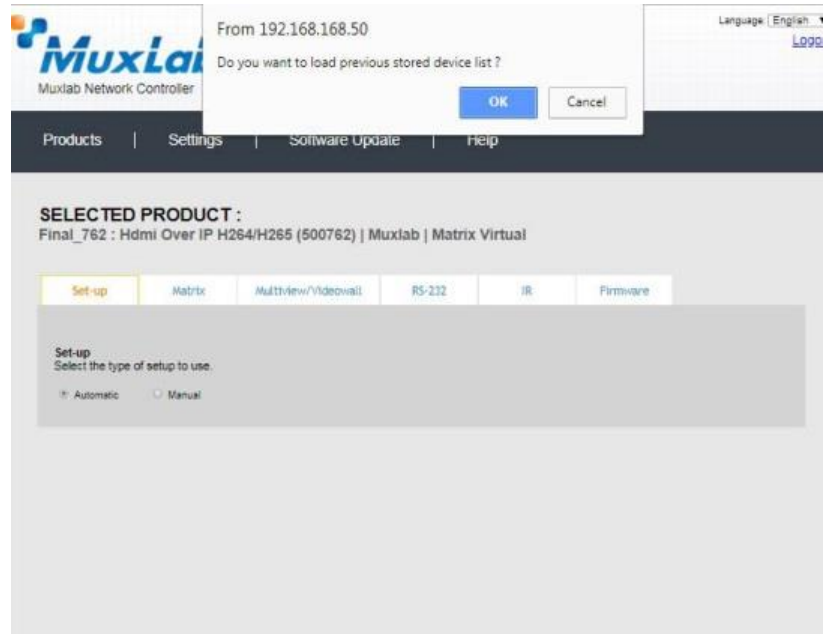 From 192.168.168.50
Do you want to load previous stored device list ?
OK
Cancel
Language: English
Logo
MuxLa
Muxlab Network Controller
Products | Settings | Software Update | Help
SELECTED PRODUCT :
Final_762 : Hdmi Over IP H264/H265 (500762) | Muxlab | Matrix Virtual
Set-up
Matrix
Multiview/Videowall
RS-232
IR
Firmware
Set-up
Select the type of setup to use.
Automatic
Manual